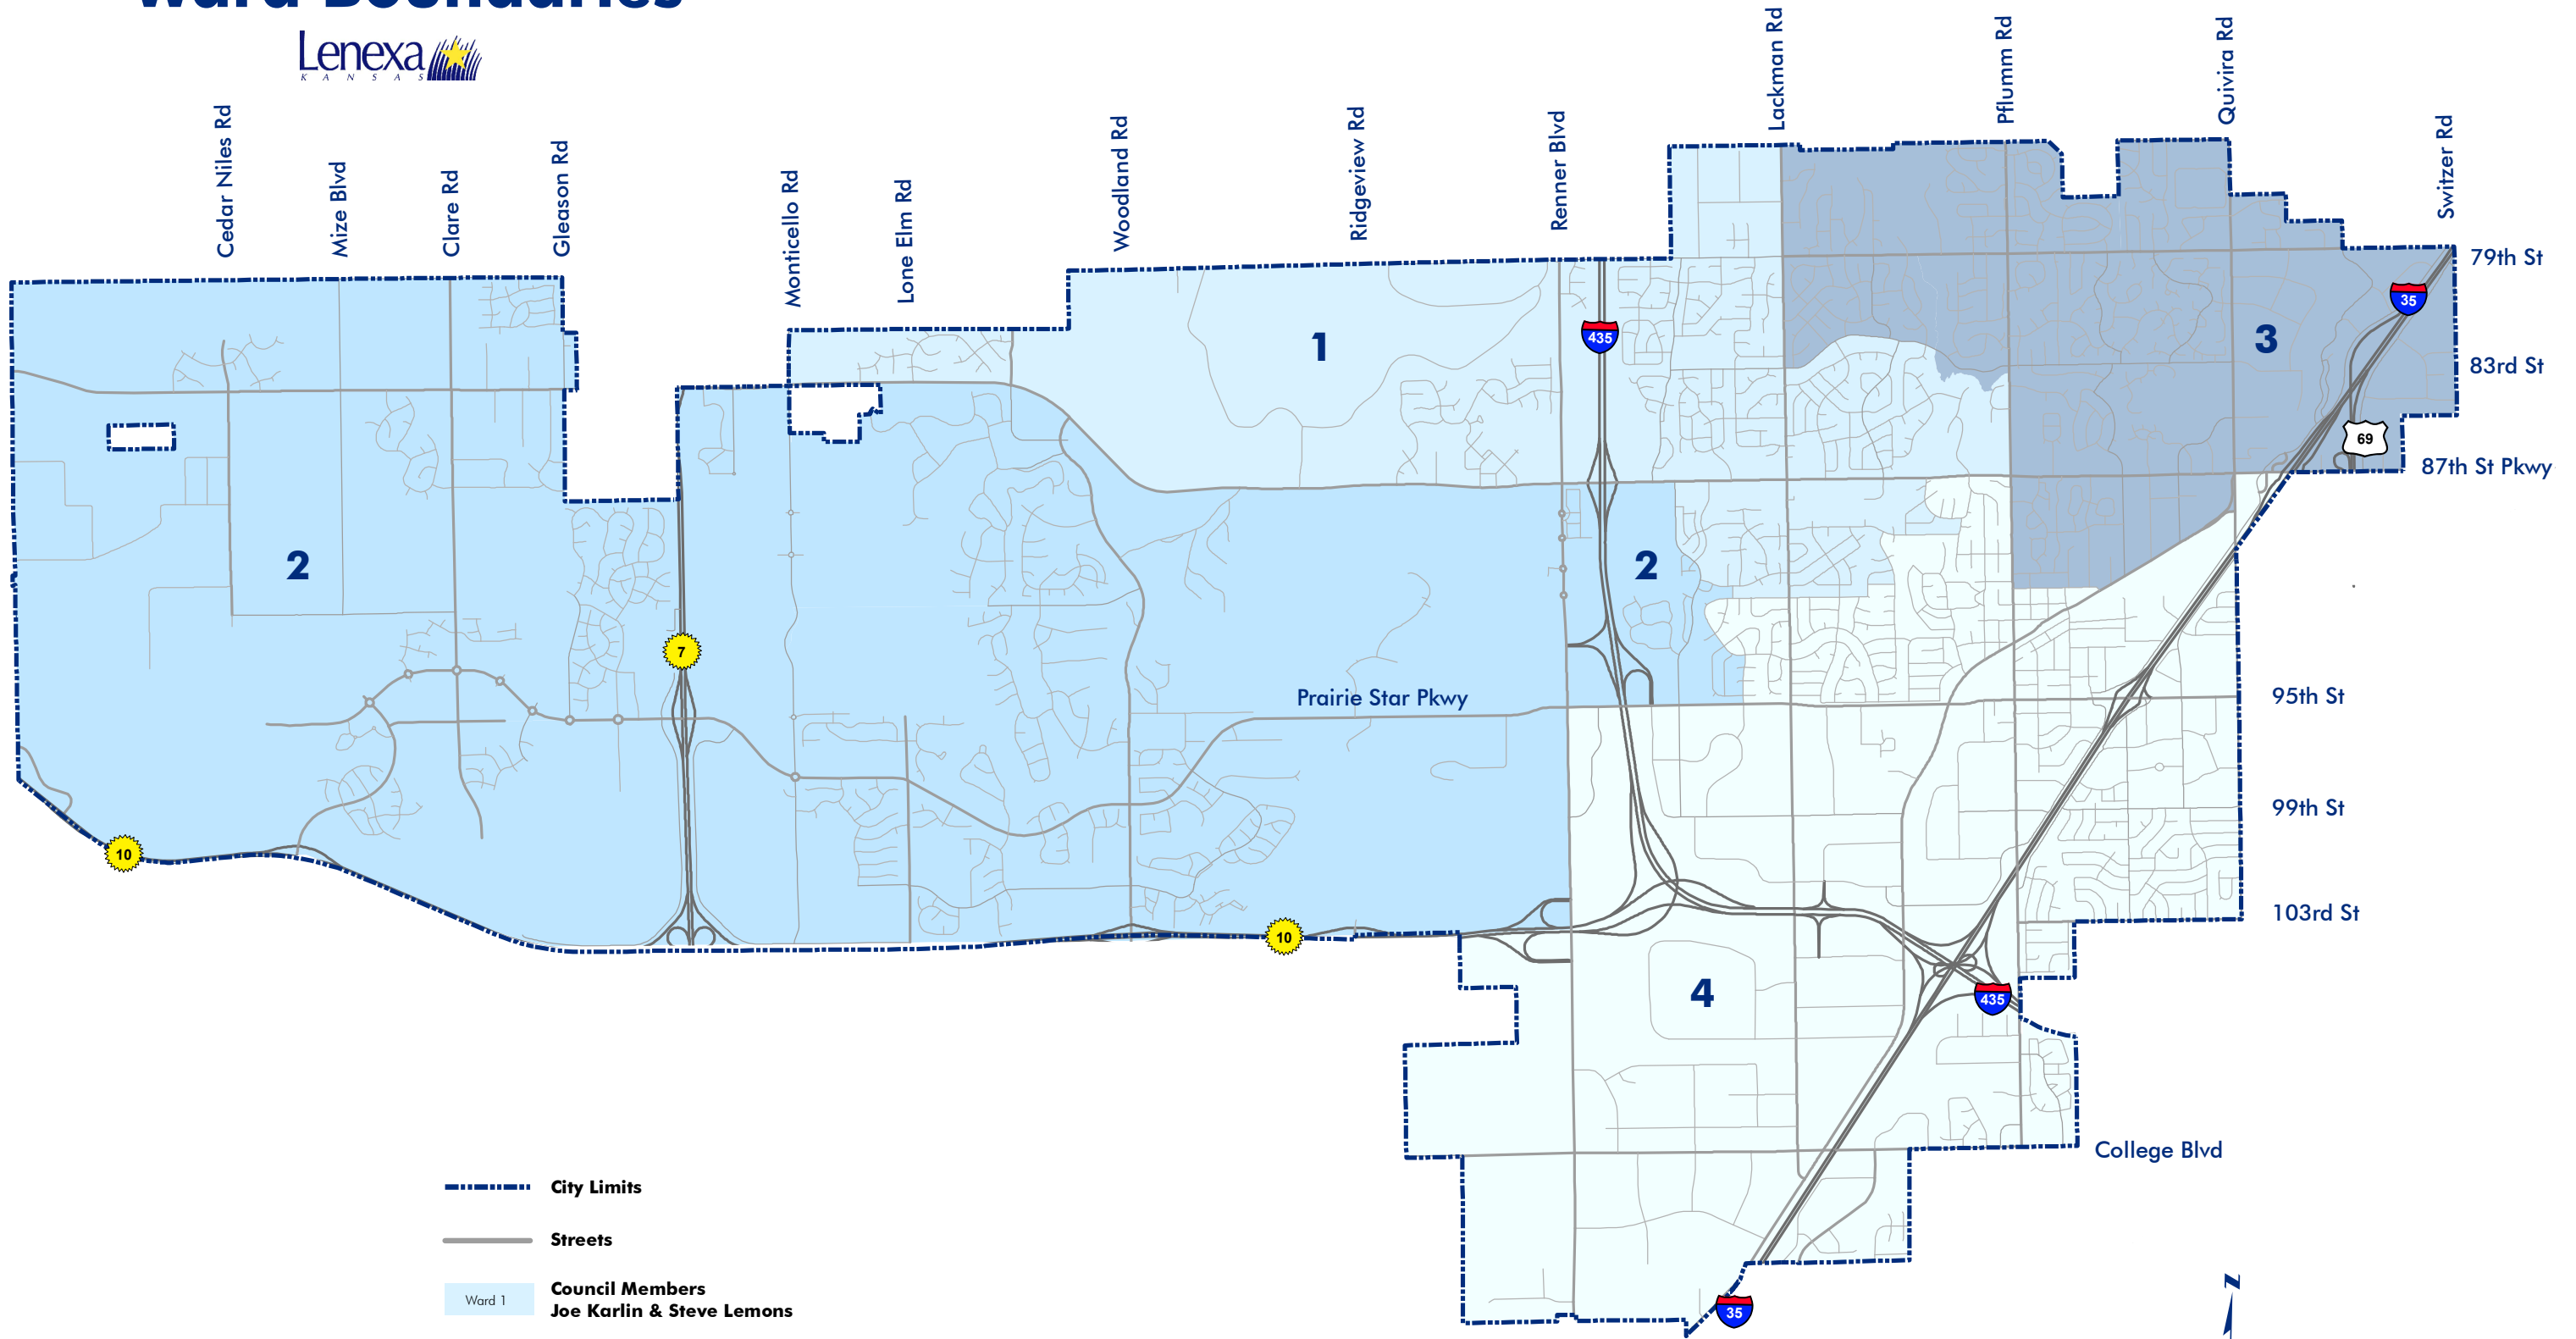 Ward Boundaries
Lenexa
KANSAS
Cedar Niles Rd
Mize Blvd
Clare Rd
Gleason Rd
Monticello Rd
Lone Elm Rd
Woodland Rd
Ridgeview Rd
Renner Blvd
Lackman Rd
Pflumm Rd
Quivira Rd
Switzer Rd
79th St
35
1
435
3
83rd St
69
87th St Pkwy
2
2
7
Prairie Star Pkwy
95th St
99th St
10
10
103rd St
4
435
College Blvd
City Limits
Streets
Ward 1
Council Members
Joe Karlin & Steve Lemons
35
N